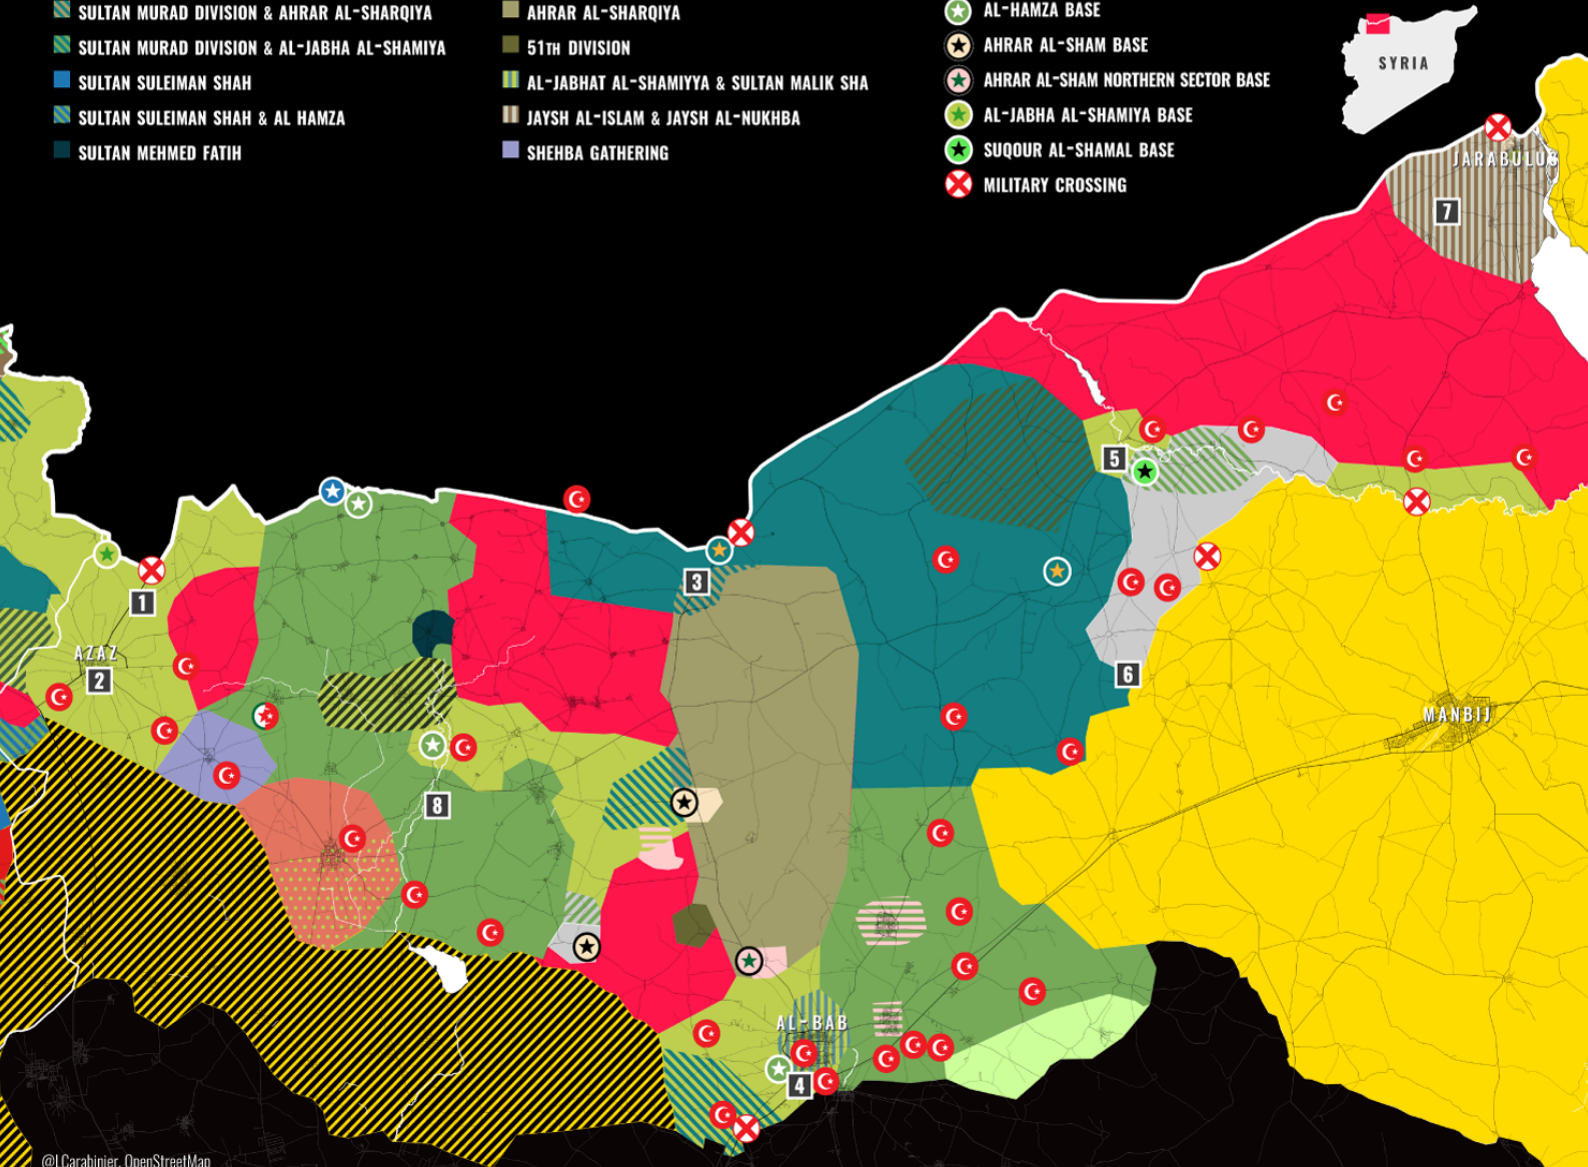 SULTAN MURAD DIVISION & AHRAR AL-SHARQIYA
SULTAN MURAD DIVISION & AL-JABHA AL-SHAMIYA
SULTAN SULEIMAN SHAH
SULTAN SULEIMAN SHAH & AL HAMZA
SULTAN MEHMED FATIH
AHRAR AL-SHARQIYA
51TH DIVISION
AL-JABHAT AL-SHAMIYYA & SULTAN MALIK SHA
JAYSH AL-ISLAM & JAYSH AL-NUKHBA
SHEHBA GATHERING
AL-HAMZA BASE
AHRAR AL-SHAM BASE
AHRAR AL-SHAM NORTHERN SECTOR BASE
AL-JABHA AL-SHAMIYA BASE
SUQOUR AL-SHAMAL BASE
MILITARY CROSSING
SYRIA
JARABULUS
7
5
3
1
AZAZ
2
6
MANBIJ
8
AL-BAB
4
@LCarabinier, OpenStreetMap